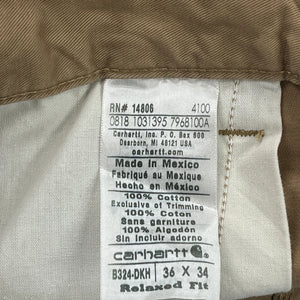 RN# 14806 4100
0818 1031395 7968100A
Carhartt, Inc. P. O. Box 600
Dearborn, MI 48121 USA
carhartt.com
Made in Mexico
Fabriqué au Mexique
Hecho en México
100% Cotton
Exclusive of Trimming
100% Coton
Sans garniture
100% Algodón
Sin Incluir adorno
carhartt
B324-DKH 36 X 34
Relaxed Fit